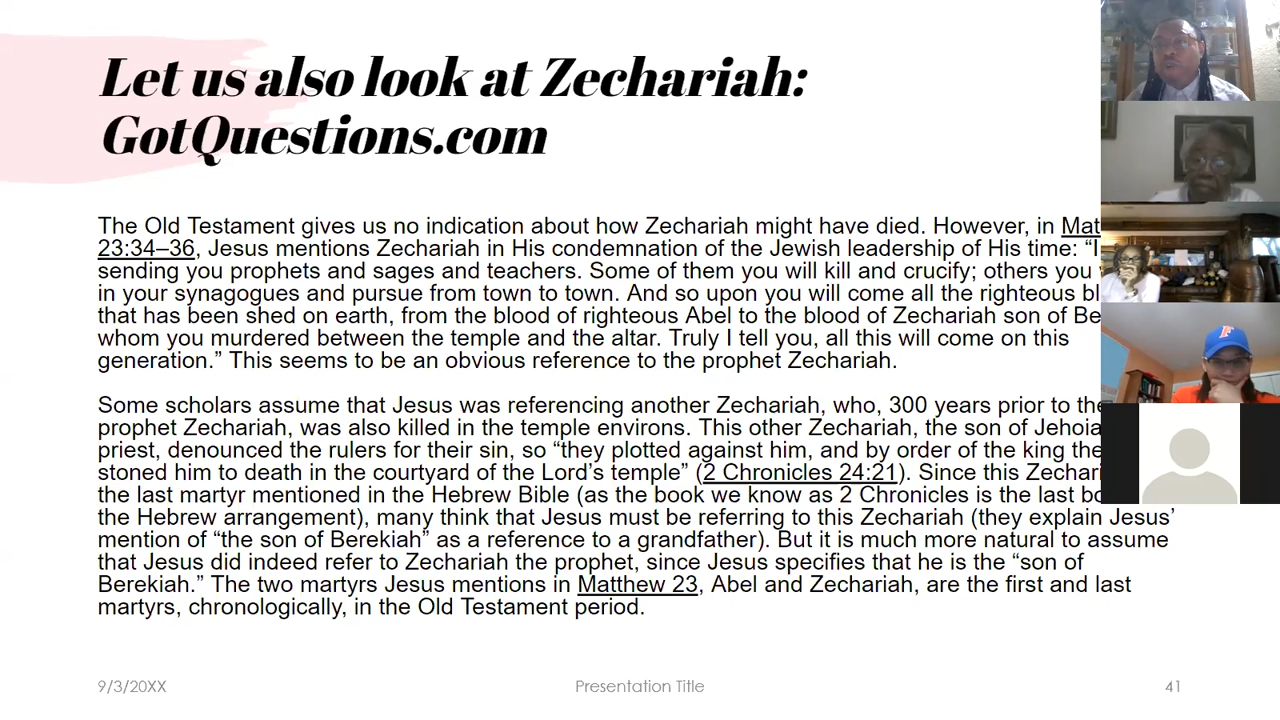 Let us also look at Zechariah:
GotQuestions.com
The Old Testament gives us no indication about how Zechariah might have died. However, in Mat
23:34–36, Jesus mentions Zechariah in His condemnation of the Jewish leadership of His time: “I
sending you prophets and sages and teachers. Some of them you will kill and crucify; others you
in your synagogues and pursue from town to town. And so upon you will come all the righteous bl
that has been shed on earth, from the blood of righteous Abel to the blood of Zechariah son of Be
whom you murdered between the temple and the altar. Truly I tell you, all this will come on this
generation.” This seems to be an obvious reference to the prophet Zechariah.
Some scholars assume that Jesus was referencing another Zechariah, who, 300 years prior to the
prophet Zechariah, was also killed in the temple environs. This other Zechariah, the son of Jehoia
priest, denounced the rulers for their sin, so “they plotted against him, and by order of the king the
stoned him to death in the courtyard of the Lord’s temple” (2 Chronicles 24:21). Since this Zechari
the last martyr mentioned in the Hebrew Bible (as the book we know as 2 Chronicles is the last bo
the Hebrew arrangement), many think that Jesus must be referring to this Zechariah (they explain Jesus’
mention of “the son of Berekiah” as a reference to a grandfather). But it is much more natural to assume
that Jesus did indeed refer to Zechariah the prophet, since Jesus specifies that he is the “son of
Berekiah.” The two martyrs Jesus mentions in Matthew 23, Abel and Zechariah, are the first and last
martyrs, chronologically, in the Old Testament period.
9/3/20XX
Presentation Title
41